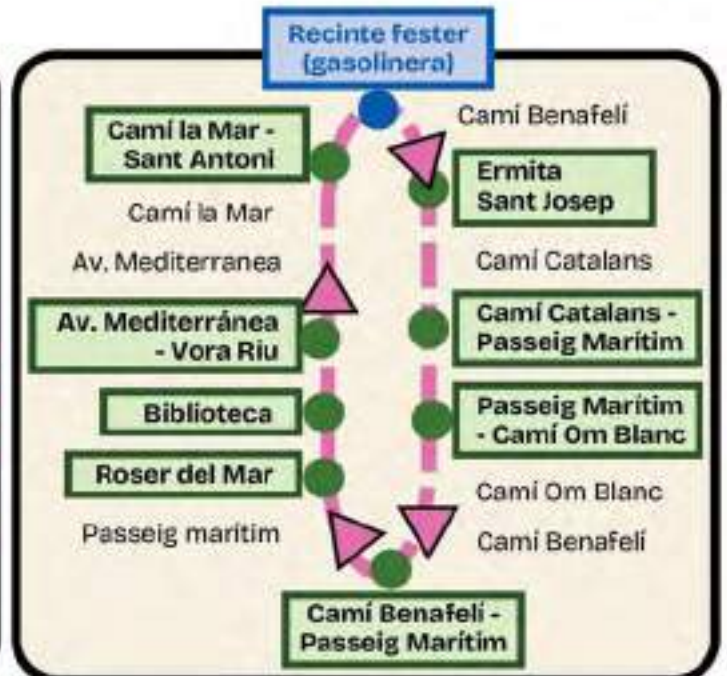 Recinte fester
(gasolinera)
Camí Benafelí
Ermita
Sant Josep
Camí Catalans
Camí Catalans -
Passeig Marítim
Passeig Marítim
- Camí Om Blanc
Camí Om Blanc
Camí Benafelí
Camí Benafelí -
Passeig Marítim
Passeig marítim
Roser del Mar
Biblioteca
Av. Mediterránea
- Vora Riu
Av. Mediterranea
Camí la Mar
Camí la Mar -
Sant Antoni